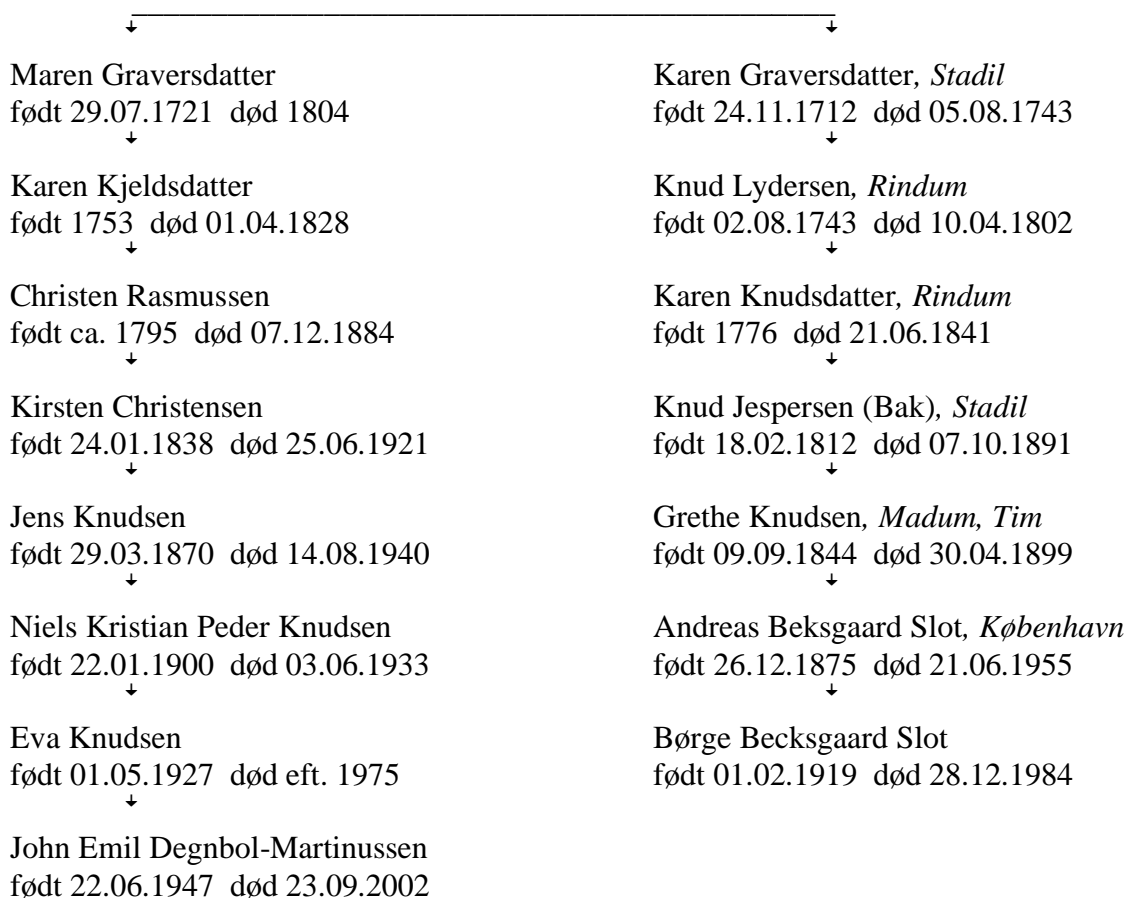 Maren Graversdatter
født 29.07.1721 død 1804
Karen Kjeldsdatter
født 1753 død 01.04.1828
Christen Rasmussen
født ca. 1795 død 07.12.1884
Kirsten Christensen
født 24.01.1838 død 25.06.1921
Jens Knudsen
født 29.03.1870 død 14.08.1940
Niels Kristian Peder Knudsen
født 22.01.1900 død 03.06.1933
Eva Knudsen
født 01.05.1927 død eft. 1975
John Emil Degnbol-Martinussen
født 22.06.1947 død 23.09.2002
Karen Graversdatter, Stadil
født 24.11.1712 død 05.08.1743
Knud Lydersen, Rindum
født 02.08.1743 død 10.04.1802
Karen Knudsdatter, Rindum
født 1776 død 21.06.1841
Knud Jespersen (Bak), Stadil
født 18.02.1812 død 07.10.1891
Grethe Knudsen, Madum, Tim
født 09.09.1844 død 30.04.1899
Andreas Beksgaard Slot, København
født 26.12.1875 død 21.06.1955
Børge Becksgaard Slot
født 01.02.1919 død 28.12.1984